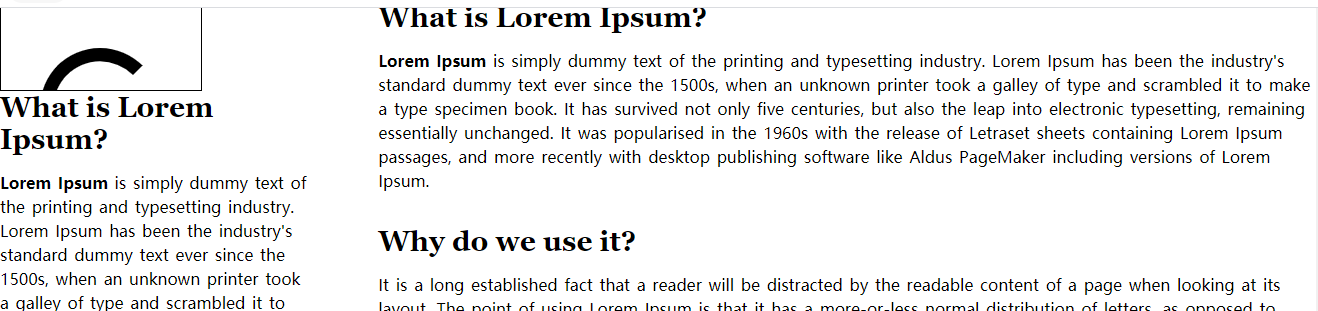 What is Lorem
Ipsum?
Lorem Ipsum is simply dummy text of
the printing and typesetting industry.
Lorem Ipsum has been the industry's
standard dummy text ever since the
1500s, when an unknown printer took
a galley of type and scrambled it to
What is Lorem Ipsum?
Lorem Ipsum is simply dummy text of the printing and typesetting industry. Lorem Ipsum has been the industry's
standard dummy text ever since the 1500s, when an unknown printer took a galley of type and scrambled it to make
a type specimen book. It has survived not only five centuries, but also the leap into electronic typesetting, remaining
essentially unchanged. It was popularised in the 1960s with the release of Letraset sheets containing Lorem Ipsum
passages, and more recently with desktop publishing software like Aldus PageMaker including versions of Lorem
Ipsum.
Why do we use it?
It is a long established fact that a reader will be distracted by the readable content of a page when looking at its
layout. The point of using Lorem Ipsum is that it has a more-or-less normal distribution of letters, as opposed to